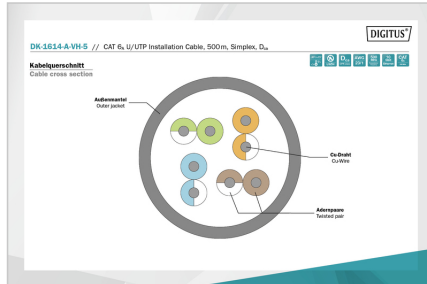 DIGITUS®
DK-1614-A-VH-5 // CAT 6A U/UTP Installation Cable, 500m, Simplex, Dca
Kabelquerschnitt
Cable cross section
Außenmantel
Outer jacket
Cu-Draht
Cu-Wire
Adernpaare
Twisted pair